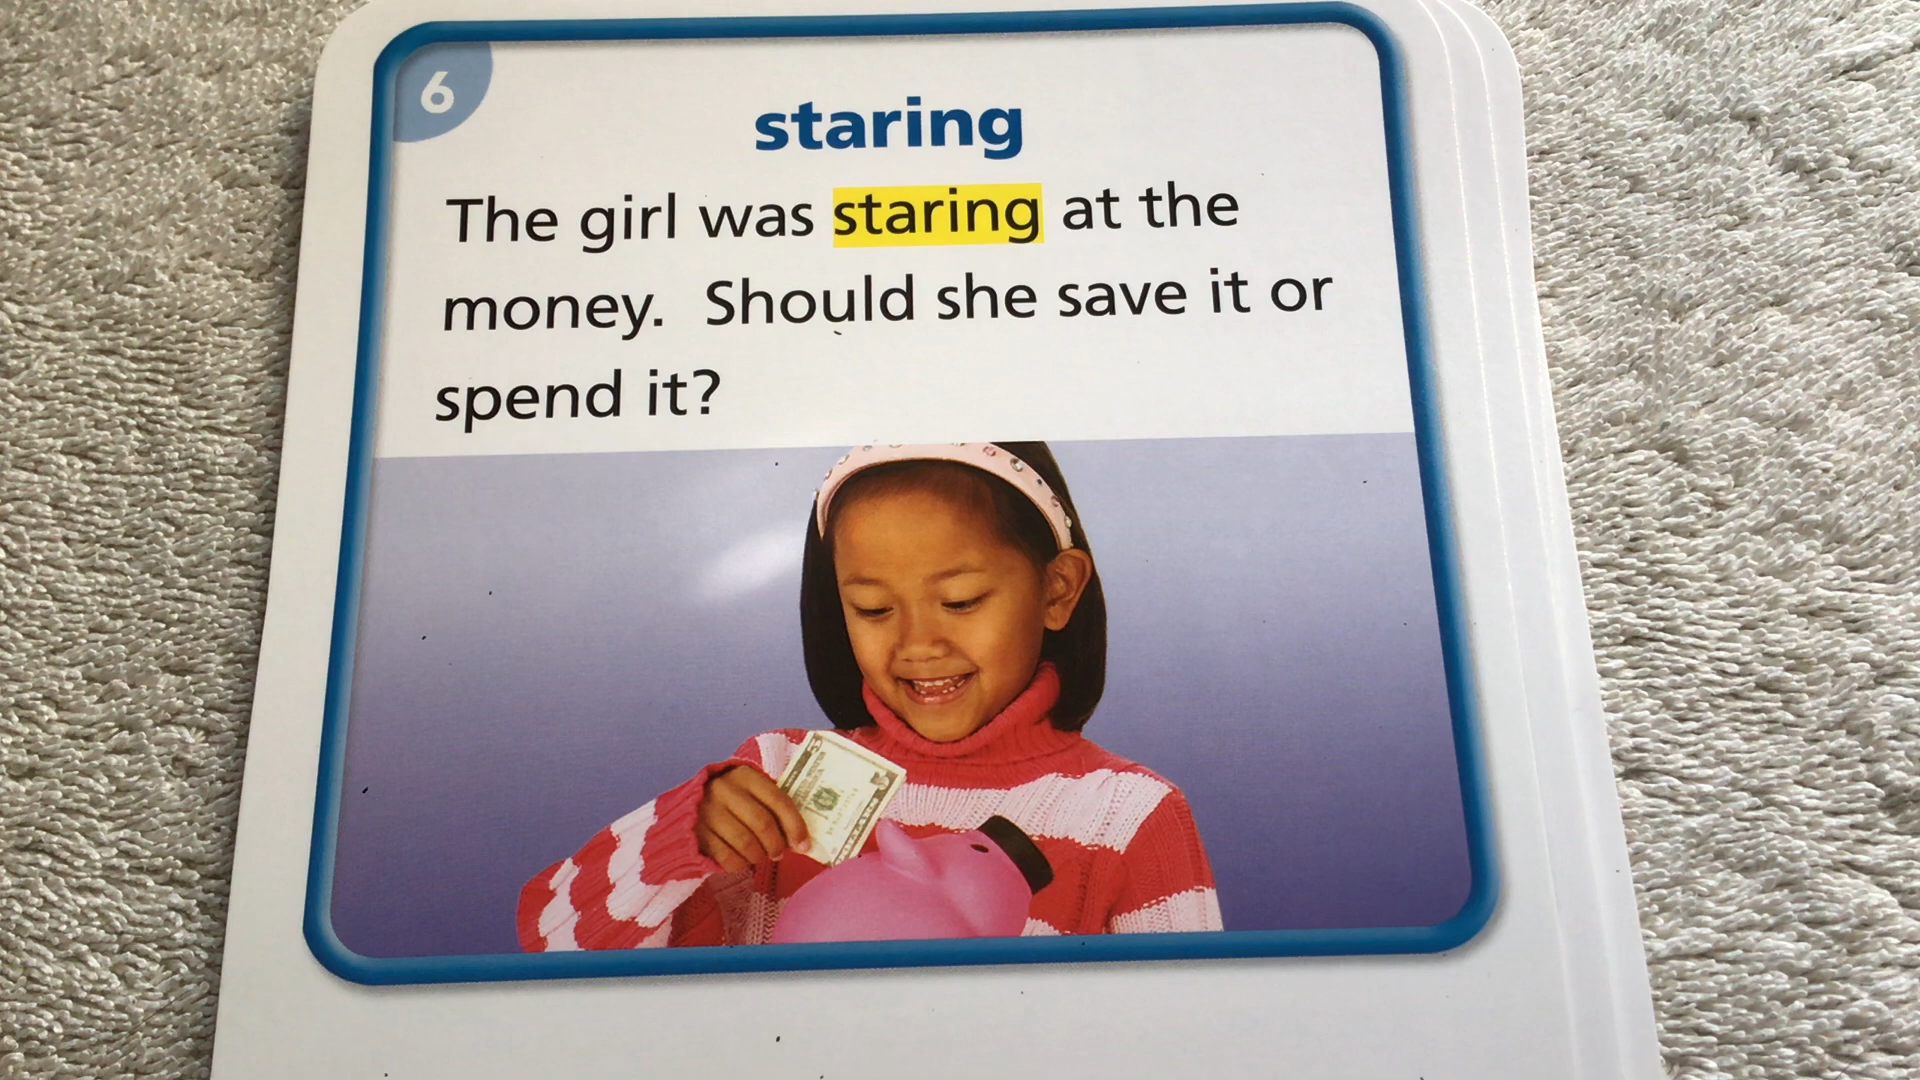 6
staring
The girl was staring at the
money. Should she save it or
spend it?